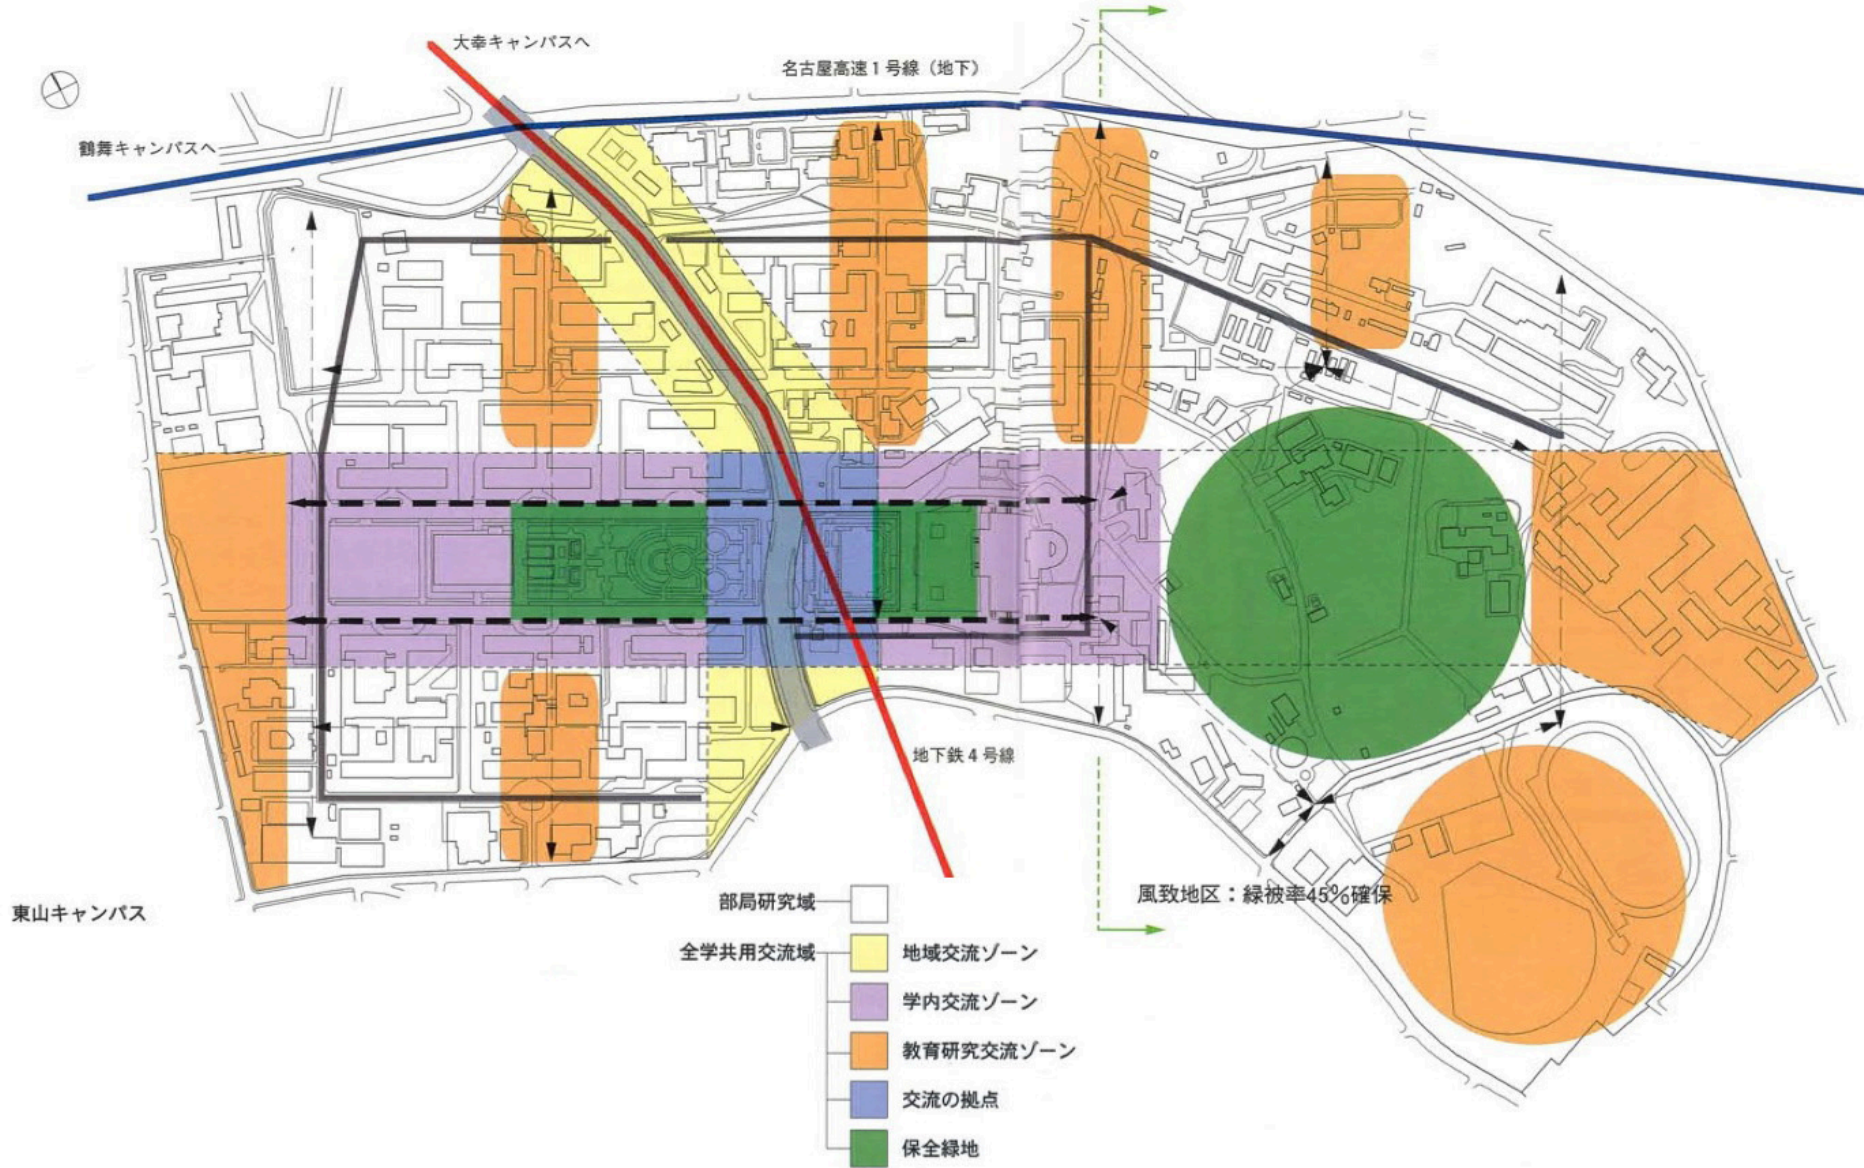 大幸キャンパスへ
名古屋高速1号線（地下）
鶴舞キャンパスへ
地下鉄4号線
風致地区：緑被率45%確保
東山キャンパス
部局研究域
全学共用交流域
地域交流ゾーン
学内交流ゾーン
教育研究交流ゾーン
交流の拠点
保全緑地